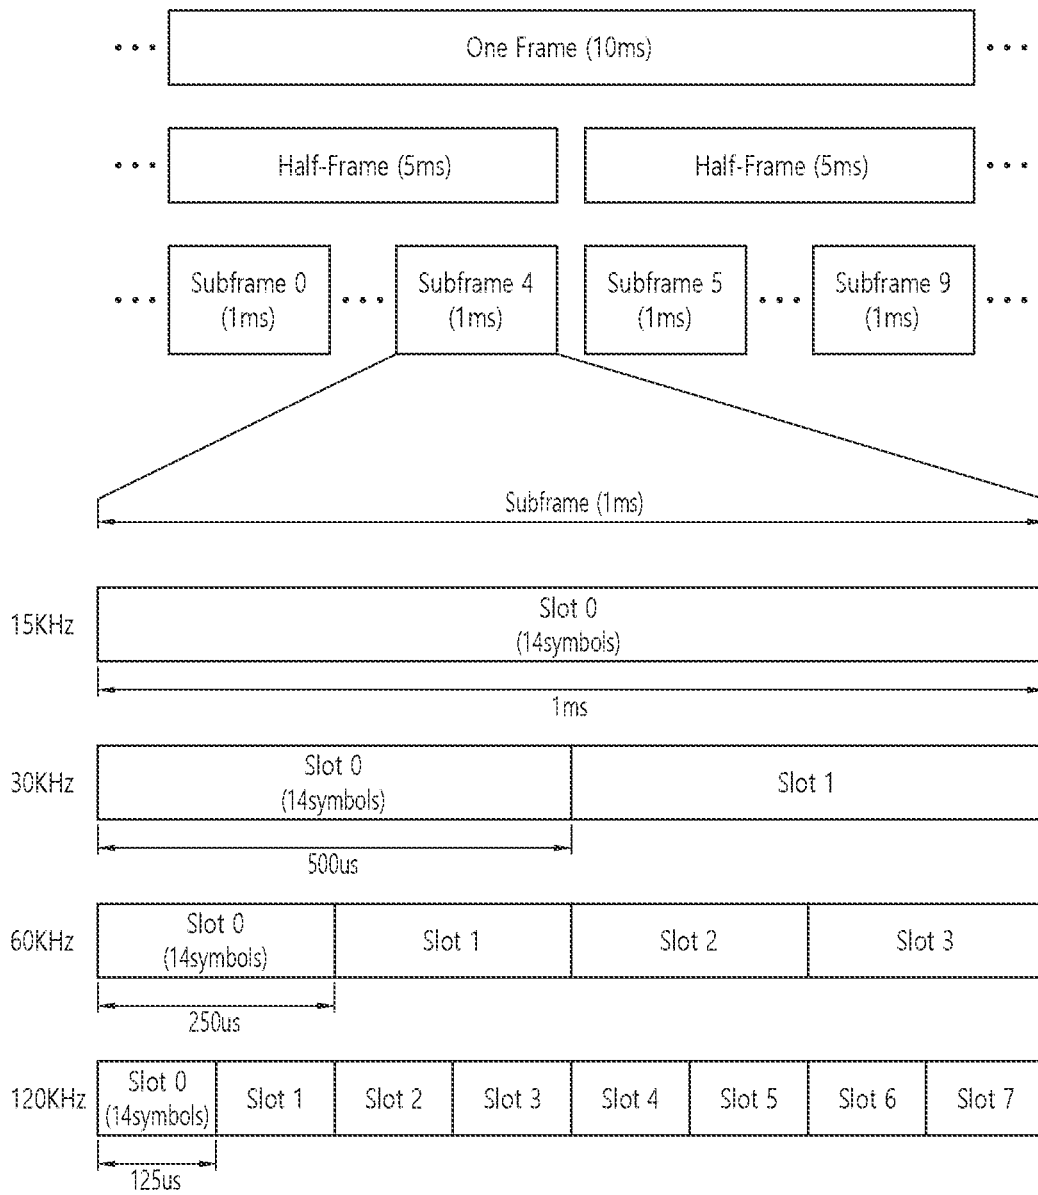 One Frame (10ms)
Half-Frame (5ms)
Half-Frame (5ms)
Subframe 0
(1ms)
Subframe 4
(1ms)
Subframe 5
(1ms)
Subframe 9
(1ms)
Subframe (1ms)
15KHz
Slot 0
(14symbols)
1ms
30KHz
Slot 0
(14symbols)
Slot 1
500us
60KHz
Slot 0
(14symbols)
Slot 1
Slot 2
Slot 3
250us
120KHz
Slot 0
(14symbols)
Slot 1
Slot 2
Slot 3
Slot 4
Slot 5
Slot 6
Slot 7
125us